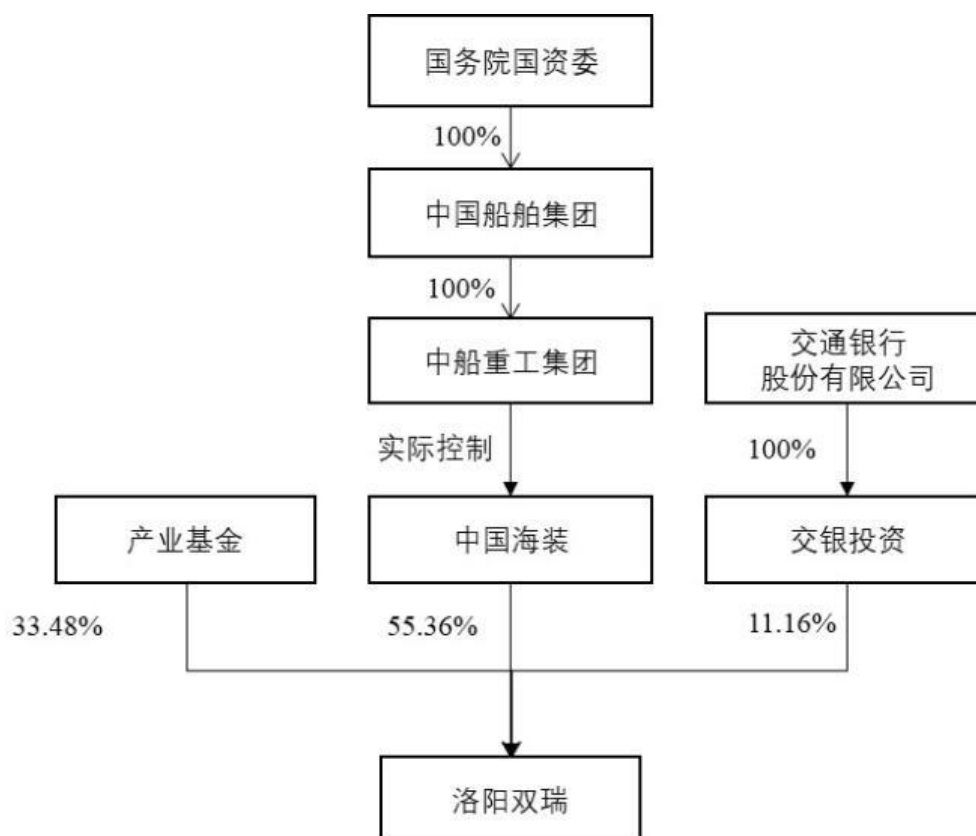 国务院国资委
100%
中国船舶集团
100%
中船重工集团
交通银行
股份有限公司
实际控制
100%
产业基金
中国海装
交银投资
33.48%
55.36%
11.16%
洛阳双瑞